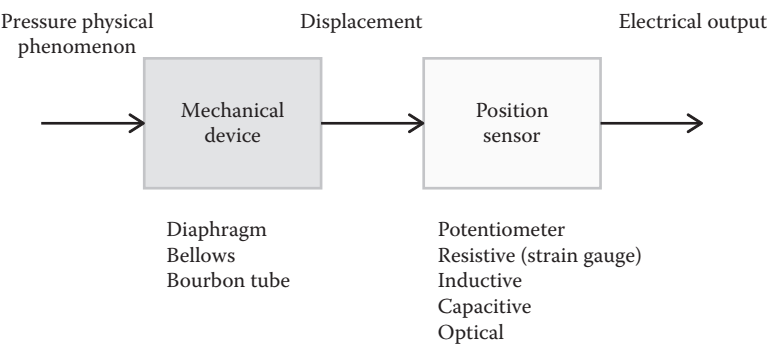 Pressure physical
phenomenon
Displacement
Electrical output
Mechanical
device
Position
sensor
Diaphragm
Bellows
Bourbon tube
Potentiometer
Resistive (strain gauge)
Inductive
Capacitive
Optical